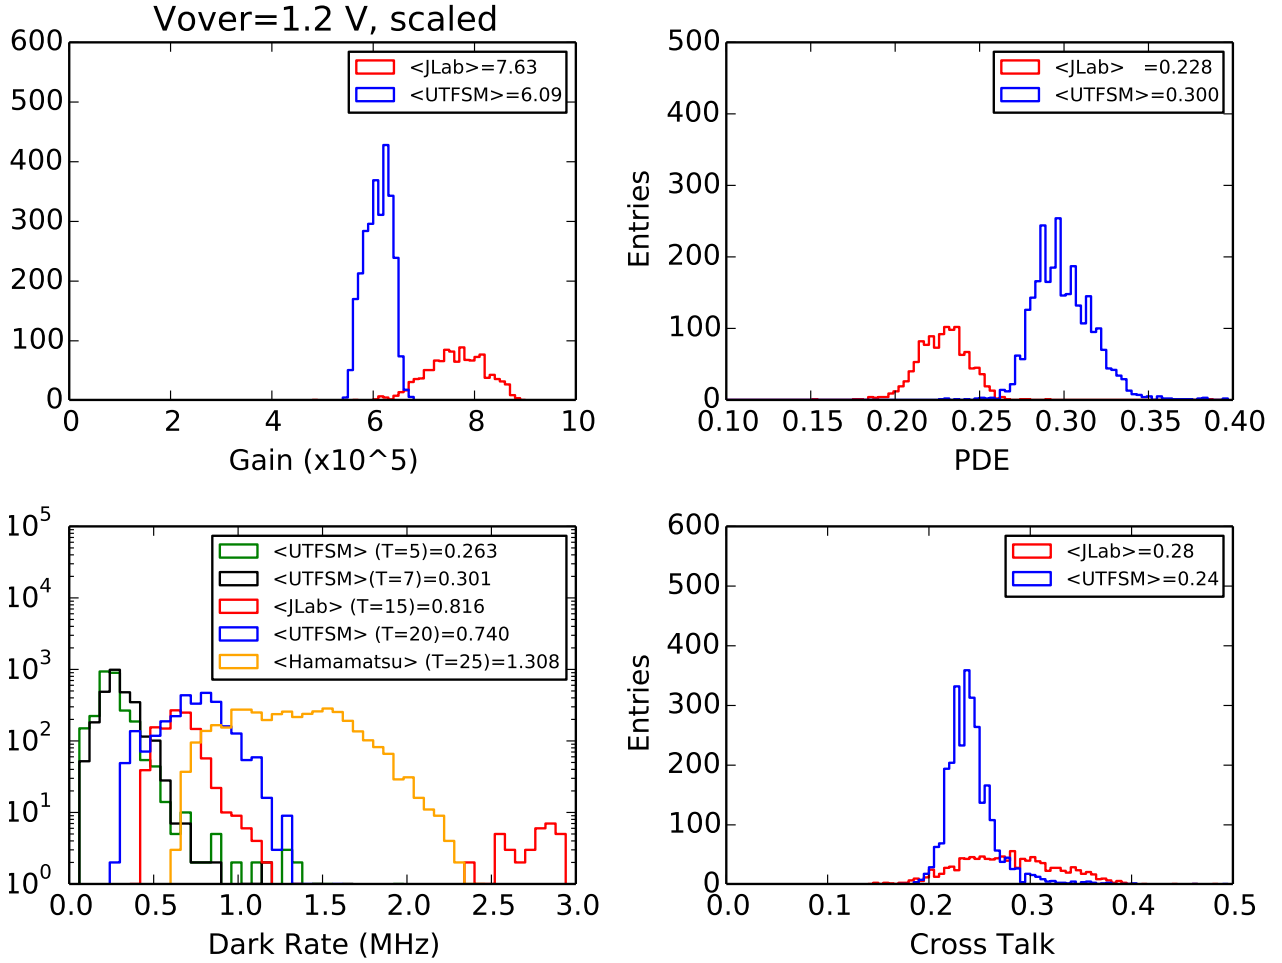 Vover=1.2 V, scaled
600
500
400
300
200
100
0
0
2
4
6
8
10
Gain (x10^5)
<JLab>=7.63
<UTFSM>=6.09
500
400
300
200
100
0
Entries
0.10
0.15
0.20
0.25
0.30
0.35
0.40
PDE
<JLab> =0.228
<UTFSM>=0.300
10^5
10^4
10^3
10^2
10^1
10^0
0.0
0.5
1.0
1.5
2.0
2.5
3.0
Dark Rate (MHz)
<UTFSM> (T=5)=0.263
<UTFSM>(T=7)=0.301
<JLab> (T=15)=0.816
<UTFSM> (T=20)=0.740
<Hamamatsu> (T=25)=1.308
600
500
400
300
200
100
0
Entries
0.0
0.1
0.2
0.3
0.4
0.5
Cross Talk
<JLab>=0.28
<UTFSM>=0.24